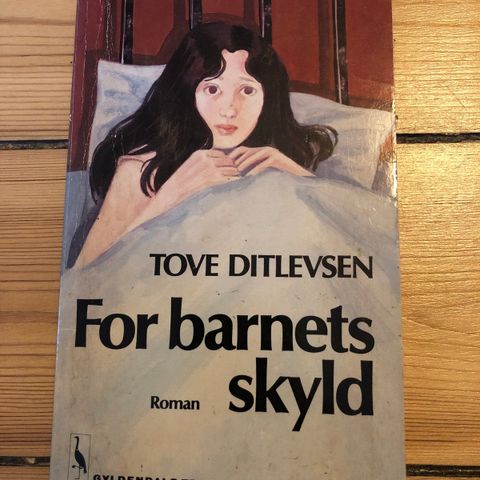 TOVE DITLEVSEN
For barnets
skyld
Roman